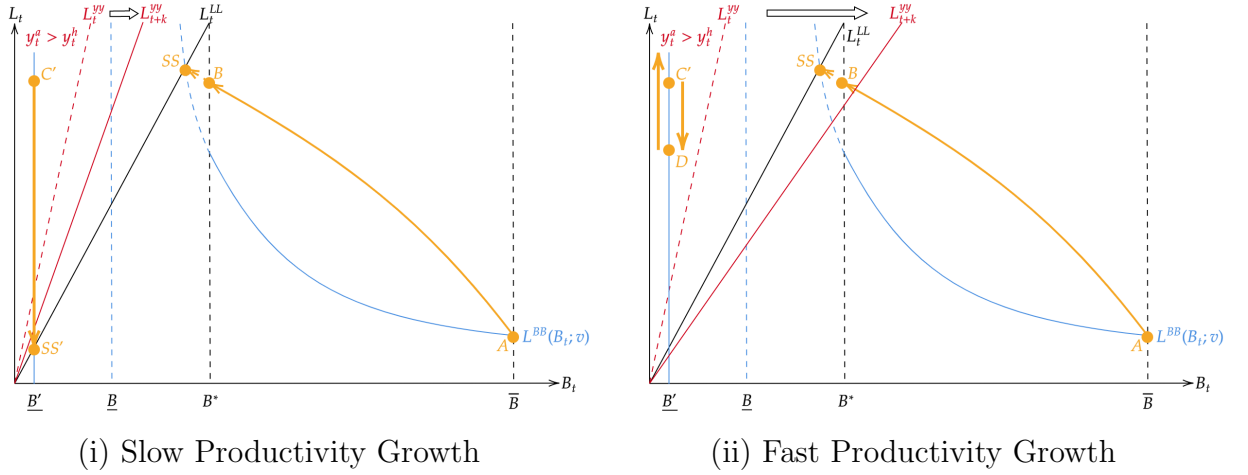 L_t L_t^{yy} L_{t+k}^{yy} L_t^{LL}
y_t^a > y_t^h
SS
C′ B
SS′
A L^{BB}(B_t; v)
B′ B B* B̅ B_t
(i) Slow Productivity Growth
L_t L_t^{yy} L_{t+k}^{yy}
y_t^a > y_t^h L_t^{LL}
SS
C′ B
D
A L^{BB}(B_t; v)
B′ B B* B̅ B_t
(ii) Fast Productivity Growth